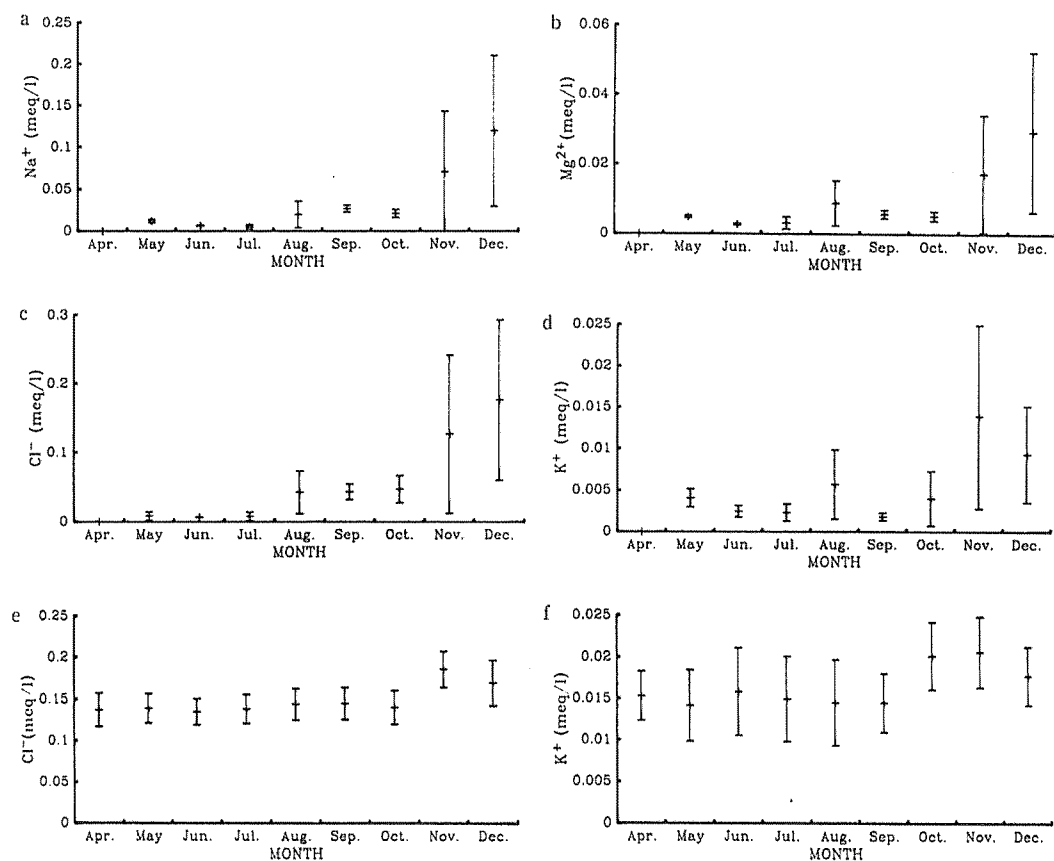 a
0.25
0.2
0.15
0.1
0.05
0
Na+ (meq/l)
Apr. May Jun. Jul. Aug. Sep. Oct. Nov. Dec.
MONTH
b
0.06
0.04
0.02
0
Mg2+ (meq/l)
Apr. May Jun. Jul. Aug. Sep. Oct. Nov. Dec.
MONTH
c
0.3
0.2
0.1
0
Cl− (meq/l)
Apr. May Jun. Jul. Aug. Sep. Oct. Nov. Dec.
MONTH
d
0.025
0.02
0.015
0.01
0.005
0
K+ (meq/l)
Apr. May Jun. Jul. Aug. Sep. Oct. Nov. Dec.
MONTH
e
0.25
0.2
0.15
0.1
0.05
0
Cl−(meq/l)
Apr. May Jun. Jul. Aug. Sep. Oct. Nov. Dec.
MONTH
f
0.025
0.02
0.015
0.01
0.005
0
K+ (meq/l)
Apr. May Jun. Jul. Aug. Sep. Oct. Nov. Dec.
MONTH